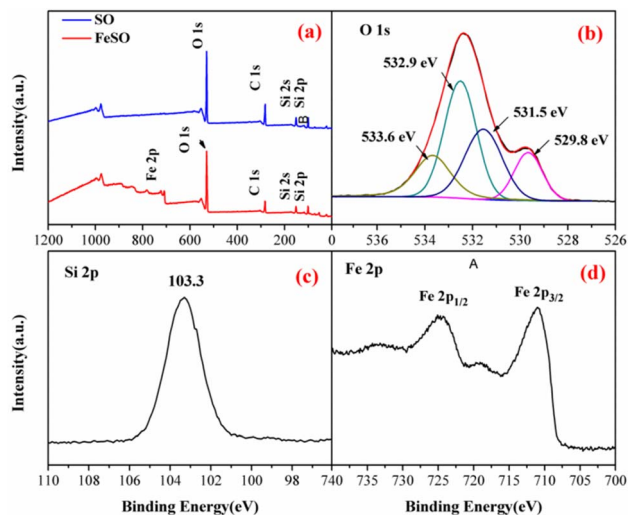 SO
FeSO
(a)
O 1s
C 1s
Si 2s
Si 2p
B
Fe 2p
O 1s
C 1s
Si 2s
Si 2p
Intensity(a.u.)
1200 1000 800 600 400 200 0
O 1s
(b)
532.9 eV
531.5 eV
533.6 eV
529.8 eV
536 534 532 530 528 526
Si 2p
103.3
(c)
Intensity(a.u.)
110 108 106 104 102 100 740
Binding Energy(eV)
A
Fe 2p
(d)
Fe 2p1/2
Fe 2p3/2
735 730 725 720 715 710 705 700
Binding Energy(eV)